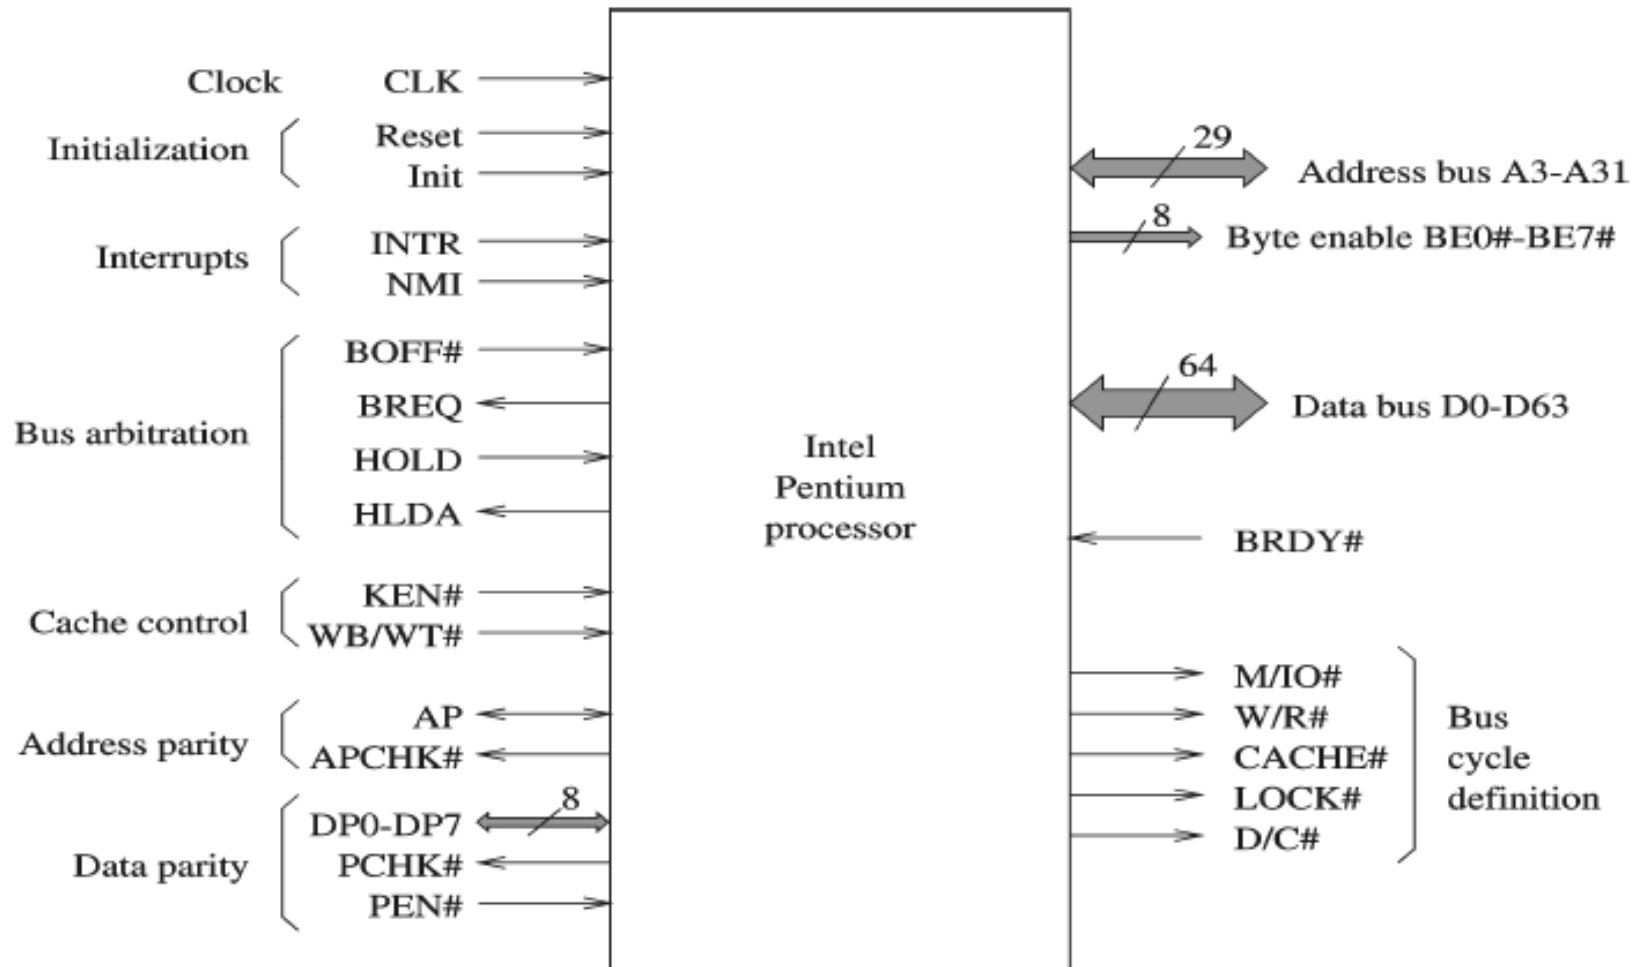 Clock CLK
Initialization
Reset
Init
Interrupts
INTR
NMI
Bus arbitration
BOFF#
BREQ
HOLD
HLDA
Cache control
KEN#
WB/WT#
Address parity
AP
APCHK#
Data parity
DP0-DP7
8
PCHK#
PEN#
Intel
Pentium
processor
29
Address bus A3-A31
8
Byte enable BE0#-BE7#
64
Data bus D0-D63
BRDY#
M/IO#
W/R#
CACHE#
LOCK#
D/C#
Bus
cycle
definition